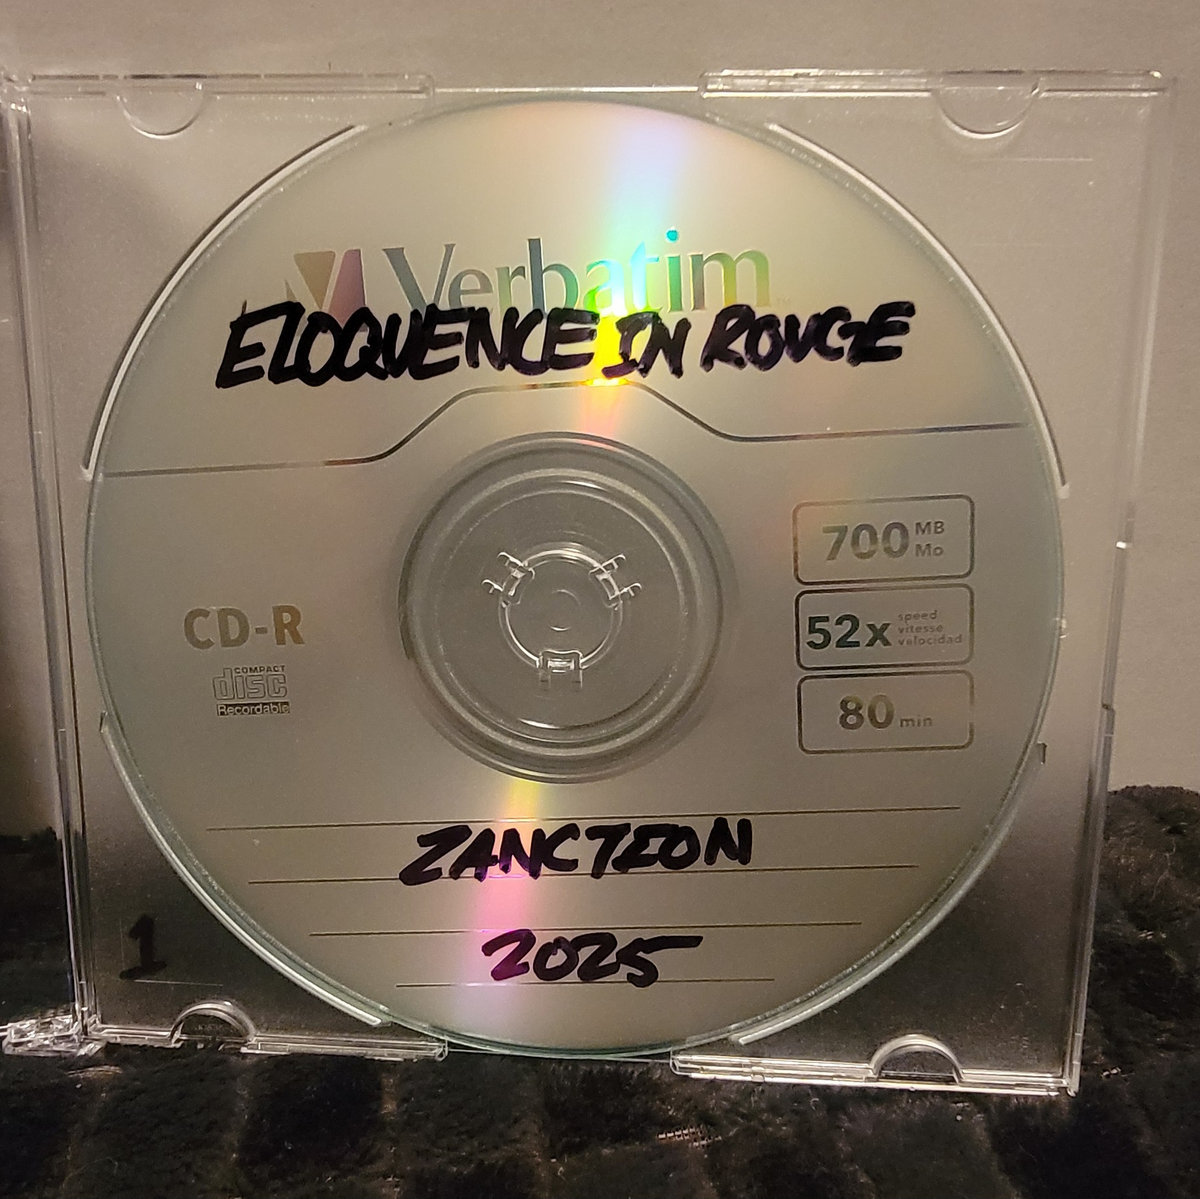 Verbatim
ELOQUENCE IN ROUGE
700 MB
Mo
52x speed
vitesse
velocidad
80 min
CD-R
COMPACT
disc
Recordable
ZANCTION
2025
1